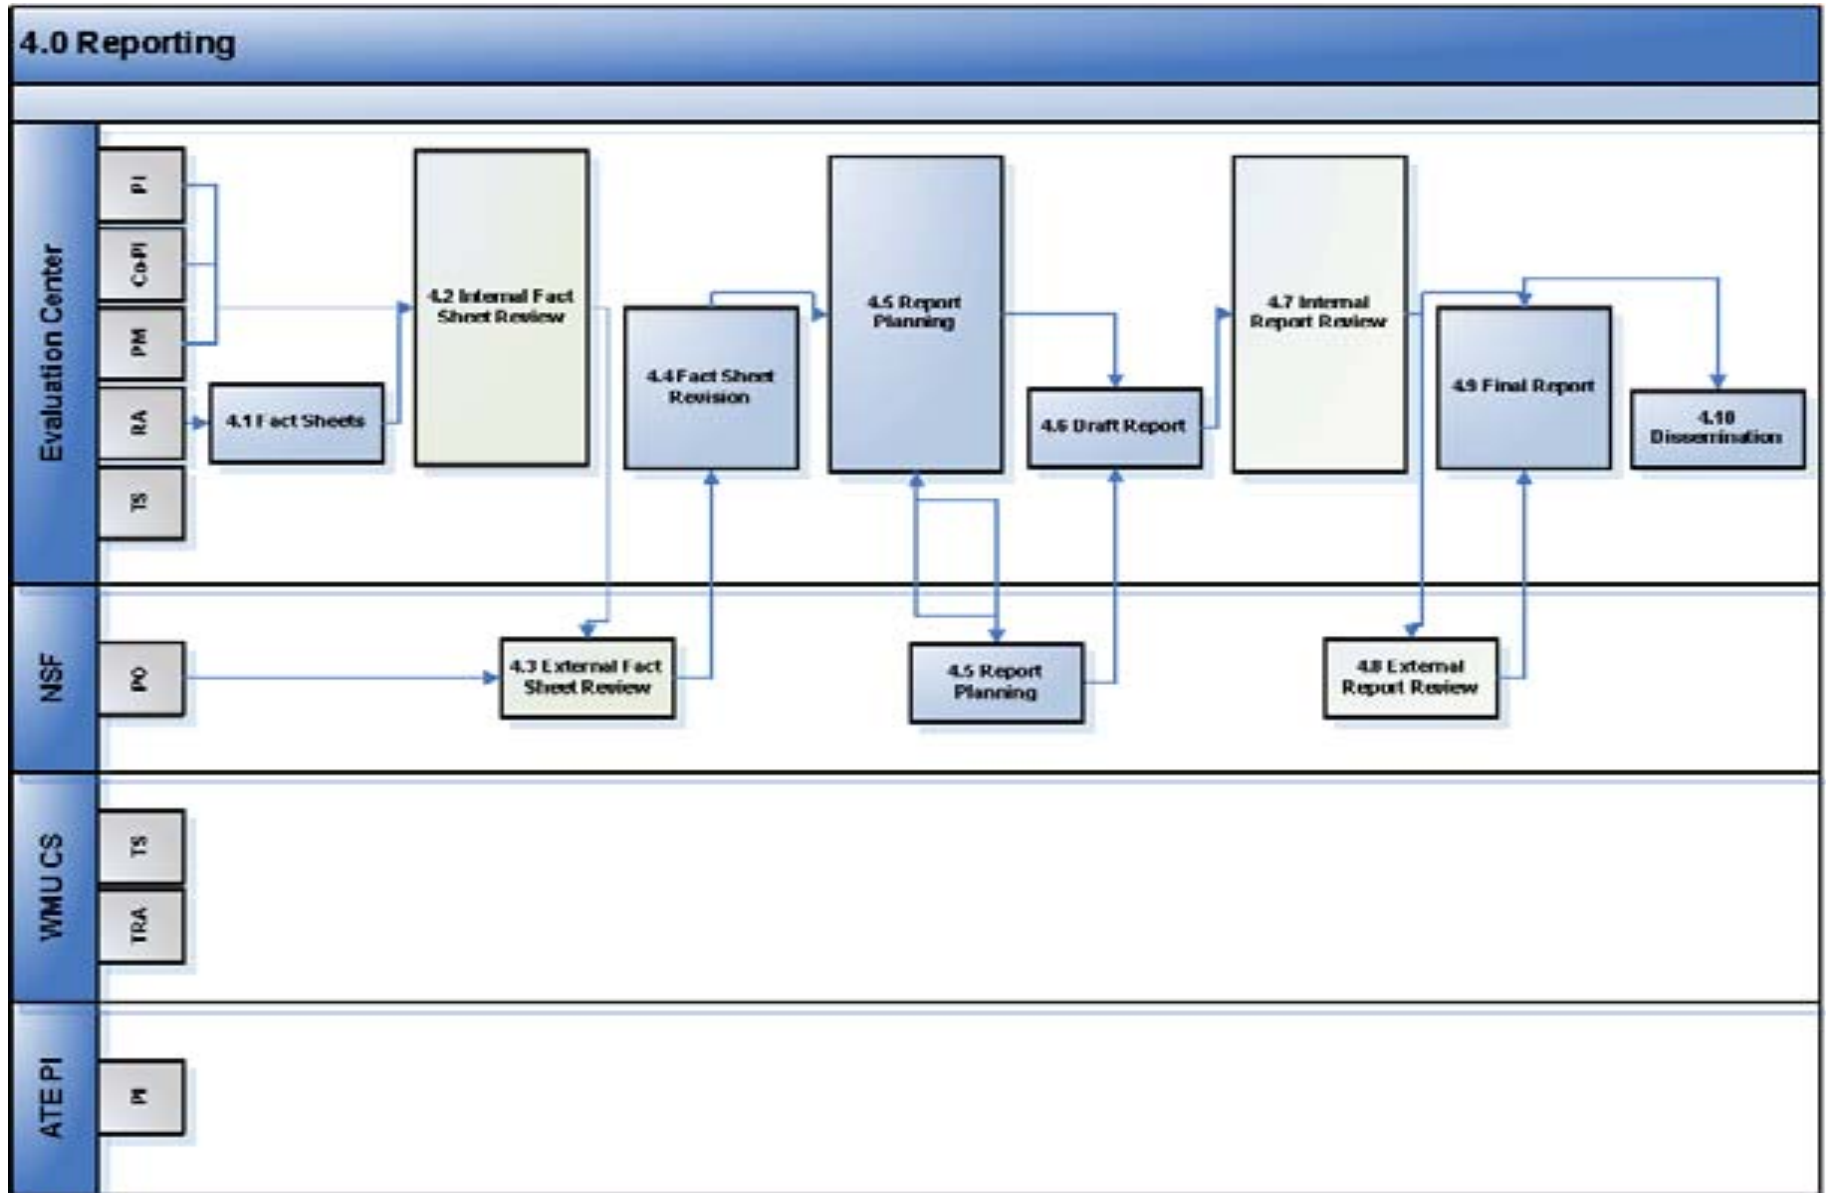 4.0 Reporting
Evaluation Center
PI
Co-PI
PM
RA
TS
4.1 Fact Sheets
4.2 Internal Fact
Sheet Review
4.4 Fact Sheet
Revision
4.5 Report
Planning
4.6 Draft Report
4.7 Internal
Report Review
4.9 Final Report
4.10
Dissemination
NSF
PO
4.3 External Fact
Sheet Review
4.5 Report
Planning
4.8 External
Report Review
WMU CS
TS
TRA
ATE PI
PI